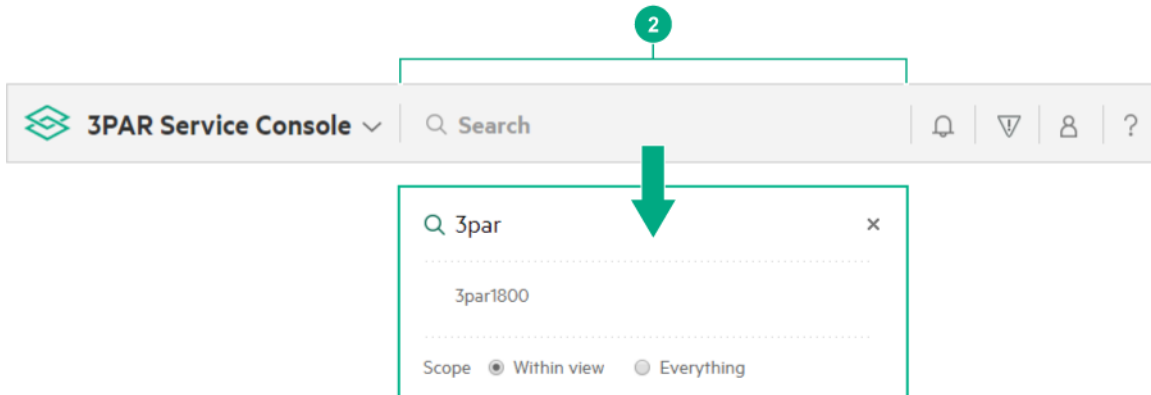 2
3PAR Service Console Search ?
3par ×
3par1800
Scope Within view Everything